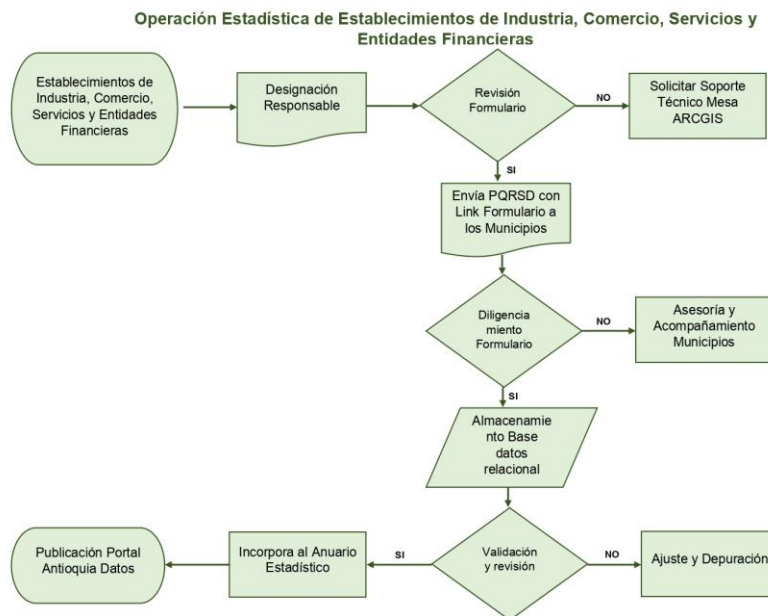 Operación Estadística de Establecimientos de Industria, Comercio, Servicios y
Entidades Financieras
Establecimientos de
Industria, Comercio,
Servicios y Entidades
Financieras
Designación
Responsable
Revisión
Formulario
NO
Solicitar Soporte
Técnico Mesa
ARCGIS
SI
Envía PQRSD con
Link Formulario a
los Municipios
Diligencia
miento
Formulario
NO
Asesoría y
Acompañamiento
Municipios
SI
Almacenamie
nto Base
datos
relacional
Validación
y revisión
NO
Ajuste y Depuración
SI
Incorpora al Anuario
Estadístico
Publicación Portal
Antioquia Datos